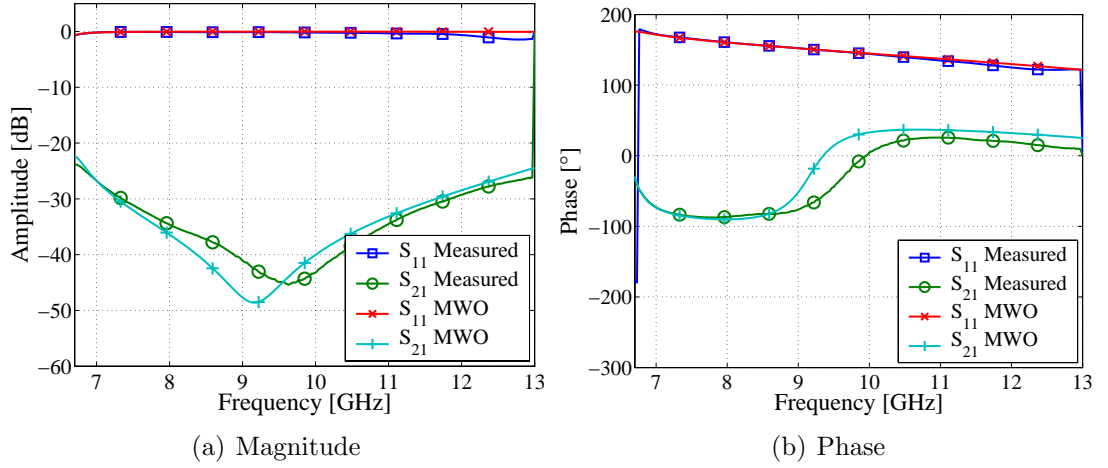 0
−10
−20
−30
−40
−50
−60
Amplitude [dB]
7 8 9 10 11 12 13
Frequency [GHz]
S11 Measured
S21 Measured
S11 MWO
S21 MWO
(a) Magnitude
200
100
0
−100
−200
−300
Phase [°]
7 8 9 10 11 12 13
Frequency [GHz]
S11 Measured
S21 Measured
S11 MWO
S21 MWO
(b) Phase